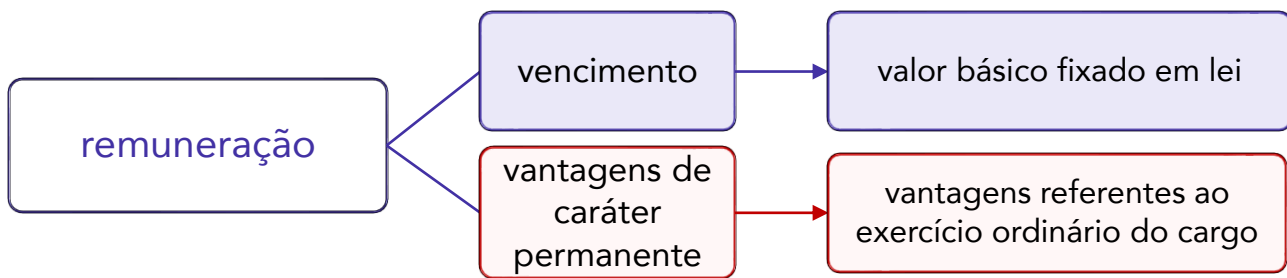 remuneração
vencimento
valor básico fixado em lei
vantagens de
caráter
permanente
vantagens referentes ao
exercício ordinário do cargo